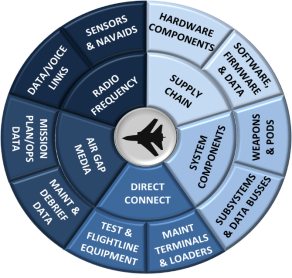 SENSORS
& NAVAIDS
HARDWARE
COMPONENTS
SOFTWARE,
FIRMWARE
& DATA
WEAPONS
& PODS
SUBSYSTEMS
& DATA BUSSES
MAINT
TERMINALS
& LOADERS
TEST &
FLIGHTLINE
EQUIPMENT
MAINT &
DEBRIEF
DATA
MISSION
PLAN/OPS
DATA
DATA/VOICE
LINKS
RADIO
FREQUENCY
SUPPLY
CHAIN
SYSTEM
COMPONENTS
DIRECT
CONNECT
AIR GAP
MEDIA